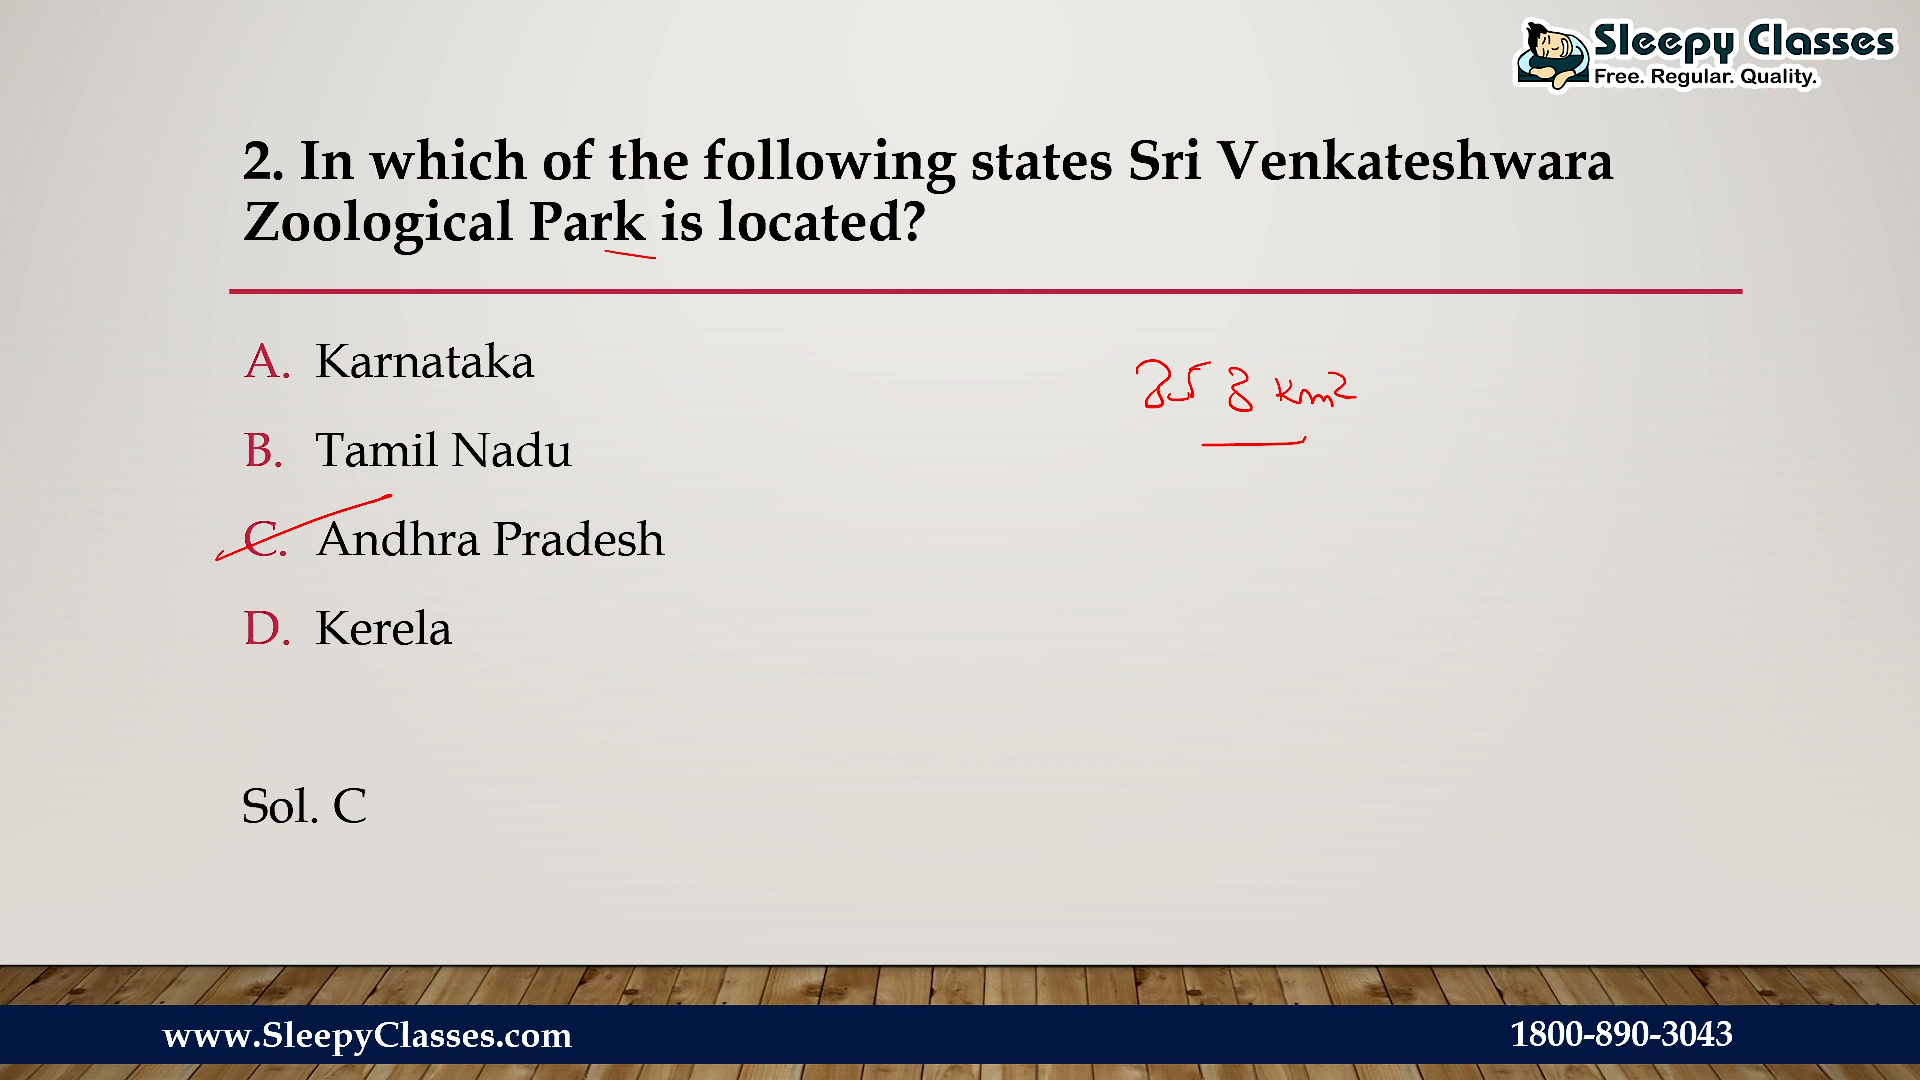 Sleepy Classes
Free. Regular. Quality.
2. In which of the following states Sri Venkateshwara
Zoological Park is located?
A. Karnataka
B. Tamil Nadu
C. Andhra Pradesh
D. Kerela
km²
Sol. C
www.SleepyClasses.com
1800-890-3043